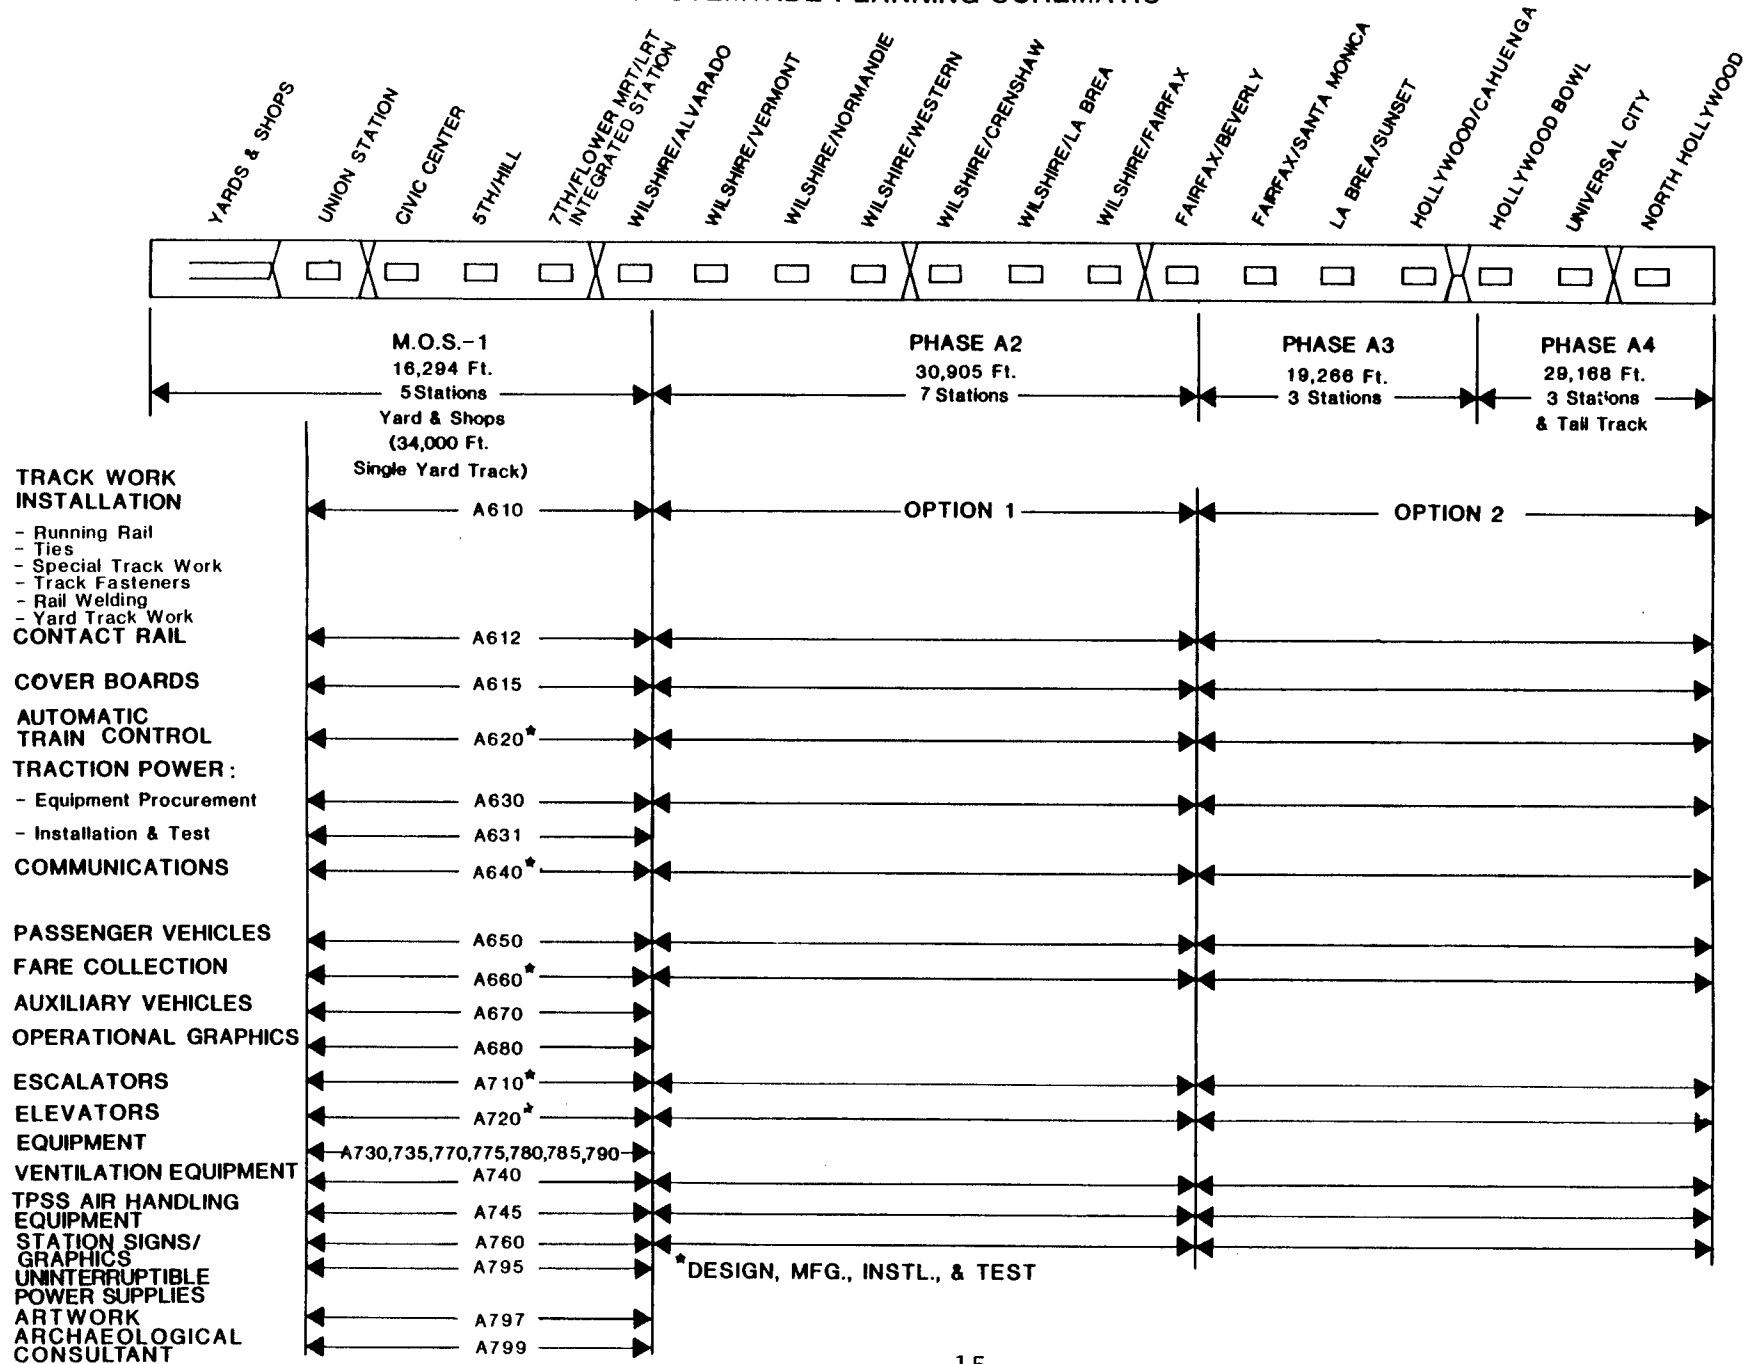 PLANNING SCHEMATIC
YARDS & SHOPS
UNION STATION
CIVIC CENTER
5TH/HILL
7TH/FLOWER MRT/LRT
INTEGRATED STATION
WILSHIRE/ALVARADO
WILSHIRE/VERMONT
WILSHIRE/NORMANDIE
WILSHIRE/WESTERN
WILSHIRE/CRENSHAW
WILSHIRE/LA BREA
WILSHIRE/FAIRFAX
FAIRFAX/BEVERLY
FAIRFAX/SANTA MONICA
LA BREA/SUNSET
HOLLYWOOD/CAHUENGA
HOLLYWOOD BOWL
UNIVERSAL CITY
NORTH HOLLYWOOD
M.O.S.-1
16,294 Ft.
5 Stations
Yard & Shops
(34,000 Ft.
Single Yard Track)
PHASE A2
30,905 Ft.
7 Stations
PHASE A3
19,266 Ft.
3 Stations
PHASE A4
29,168 Ft.
3 Stations
& Tail Track
TRACK WORK
INSTALLATION A610 OPTION 1 OPTION 2
- Running Rail
- Ties
- Special Track Work
- Track Fasteners
- Rail Welding
- Yard Track Work
CONTACT RAIL A612
COVER BOARDS A615
AUTOMATIC
TRAIN CONTROL A620*
TRACTION POWER:
- Equipment Procurement A630
- Installation & Test A631
COMMUNICATIONS A640*
PASSENGER VEHICLES A650
FARE COLLECTION A660*
AUXILIARY VEHICLES A670
OPERATIONAL GRAPHICS A680
ESCALATORS A710*
ELEVATORS A720*
EQUIPMENT A730,735,770,775,780,785,790
VENTILATION EQUIPMENT A740
TPSS AIR HANDLING
EQUIPMENT A745
STATION SIGNS/ A760
GRAPHICS
UNINTERRUPTIBLE A795 *DESIGN, MFG., INSTL., & TEST
POWER SUPPLIES
ARTWORK A797
ARCHAEOLOGICAL
CONSULTANT A799